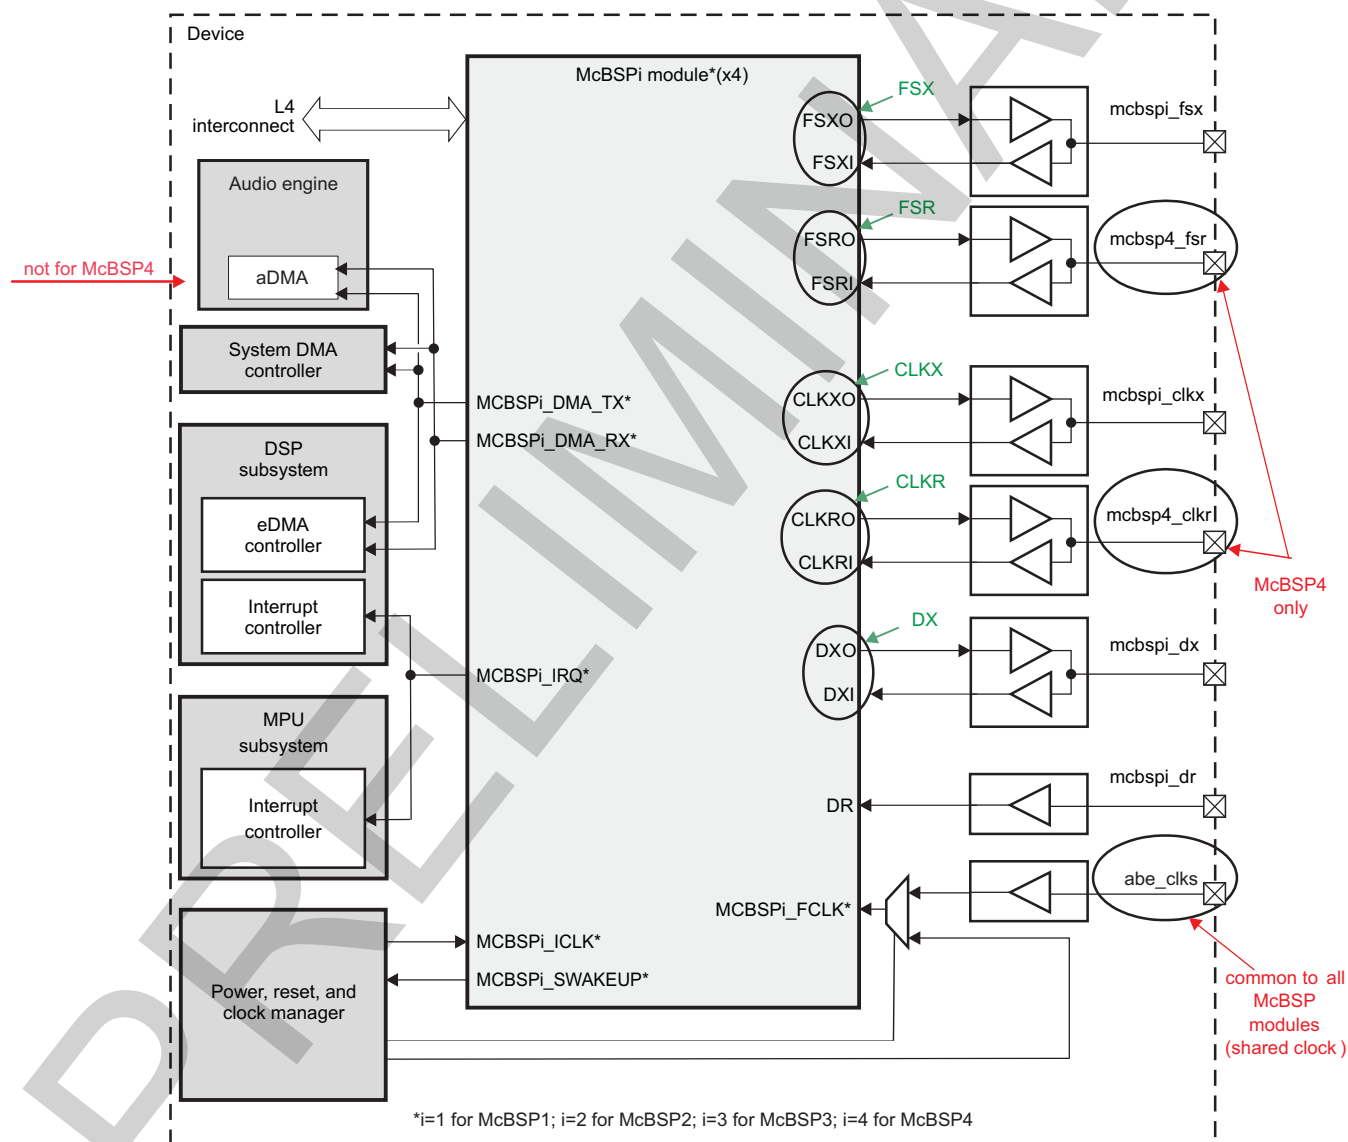 Device
McBSPi module*(x4)
L4
interconnect
Audio engine
aDMA
not for McBSP4
System DMA
controller
DSP
subsystem
eDMA
controller
Interrupt
controller
MPU
subsystem
Interrupt
controller
Power, reset, and
clock manager
MCBSPi_DMA_TX*
MCBSPi_DMA_RX*
MCBSPi_IRQ*
MCBSPi_ICLK*
MCBSPi_SWAKEUP*
FSX
FSXO
FSXI
mcbspi_fsx
FSR
FSRO
FSRI
mcbsp4_fsr
CLKX
CLKXO
CLKXI
mcbspi_clkx
CLKR
CLKRO
CLKRI
mcbsp4_clkr
McBSP4
only
DX
DXO
DXI
mcbspi_dx
DR
mcbspi_dr
MCBSPi_FCLK*
abe_clks
common to all
McBSP
modules
(shared clock)
*i=1 for McBSP1; i=2 for McBSP2; i=3 for McBSP3; i=4 for McBSP4